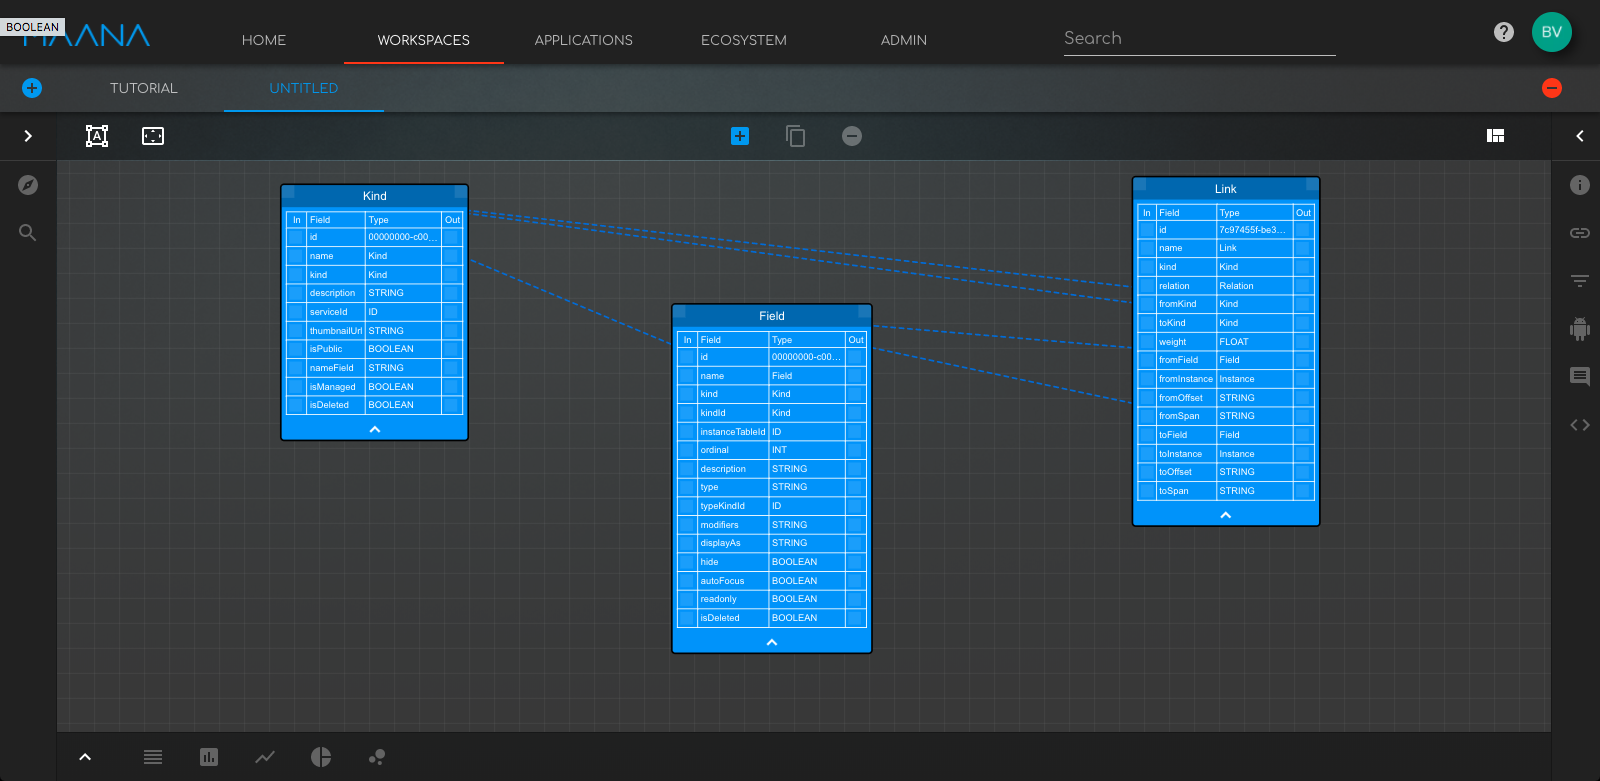 BOOLEAN
MAANA
HOME WORKSPACES APPLICATIONS ECOSYSTEM ADMIN Search BV
TUTORIAL UNTITLED
A
Kind
In Field Type Out
id 00000000-c00...
name Kind
kind Kind
description STRING
serviceId ID
thumbnailUrl STRING
isPublic BOOLEAN
nameField STRING
isManaged BOOLEAN
isDeleted BOOLEAN
Field
In Field Type Out
id 00000000-c00...
name Field
kind Kind
kindId Kind
instanceTableId ID
ordinal INT
description STRING
type STRING
typeKindId ID
modifiers STRING
displayAs STRING
hide BOOLEAN
autoFocus BOOLEAN
readonly BOOLEAN
isDeleted BOOLEAN
Link
In Field Type Out
id 7c97455f-be3...
name Link
kind Kind
relation Relation
fromKind Kind
toKind Kind
weight FLOAT
fromField Field
fromInstance Instance
fromOffset STRING
fromSpan STRING
toField Field
toInstance Instance
toOffset STRING
toSpan STRING